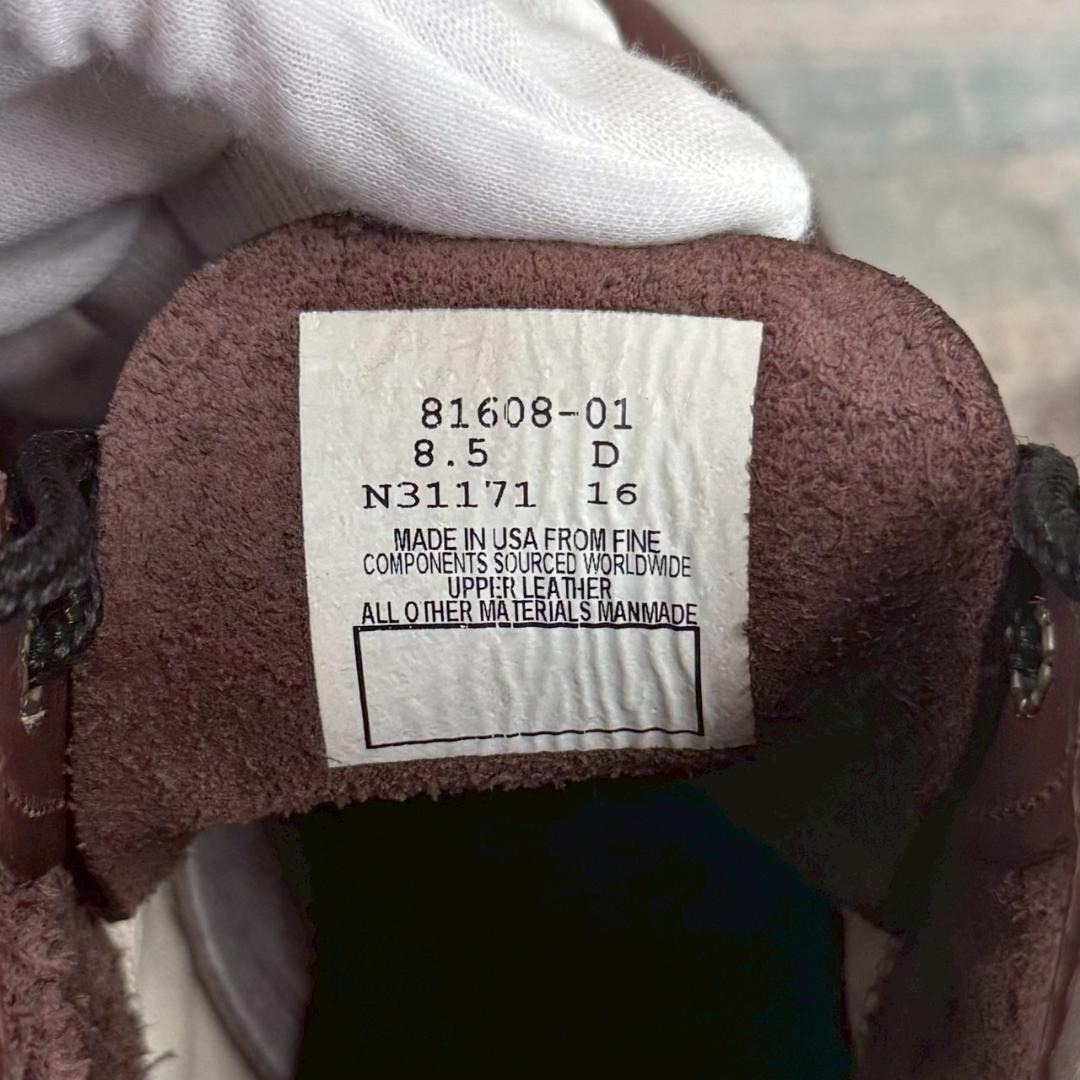 81608-01
8.5 D
N31171 16
MADE IN USA FROM FINE
COMPONENTS SOURCED WORLDWIDE
UPPER LEATHER
ALL OTHER MATERIALS MANMADE